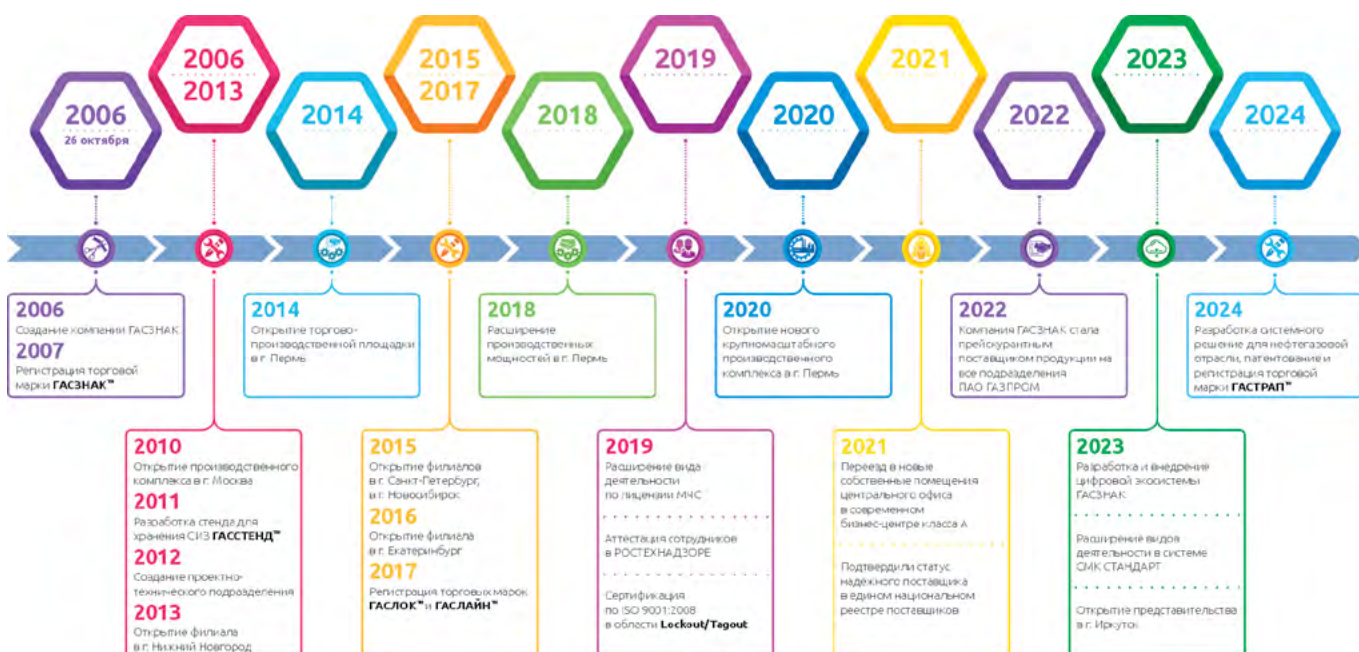 2006
26 октября
2006
2013
2014
2015
2017
2018
2019
2020
2021
2022
2023
2024
2006
Создание компании ГАСЗНАК
2007
Регистрация торговой
марки ГАСЗНАК™
2010
Открытие производственного
комплекса в г. Москва
2011
Разработка стенда для
хранения СИЗ ГАССТЕНД™
2012
Создание проектно-
технического подразделения
2013
Открытие филиала
в г. Нижний Новгород
2014
Открытие торгово-
производственной площадки
в г. Пермь
2015
Открытие филиалов
в г. Санкт-Петербург,
в г. Новосибирск
2016
Открытие филиала
в г. Екатеринбург
2017
Регистрация торговых марок
ГАСЛОК™ и ГАСЛАЙН™
2018
Расширение
производственных
мощностей в г. Пермь
2019
Расширение вида
деятельности
по лицензии МЧС
Аттестация сотрудников
в РОСТЕХНАДЗОРЕ
Сертификация
по ISO 9001:2008
в области Lockout/Tagout
2020
Открытие нового
крупномасштабного
производственного
комплекса в г. Пермь
2021
Переезд в новые
собственные помещения
центрального офиса
в современном
бизнес-центре класса А
Подтвердили статус
надёжного поставщика
в едином национальном
реестре поставщиков
2022
Компания ГАСЗНАК стала
прейскурантным
поставщиком продукции на
все подразделения
ПАО ГАЗПРОМ
2023
Разработка и внедрение
цифровой экосистемы
ГАСЗНАК
Расширение видов
деятельности в системе
СМК СТАНДАРТ
Открытие представительства
в г. Иркутск
2024
Разработка системного
решение для нефтегазовой
отрасли, патентование и
регистрация торговой
марки ГАСТРАП™